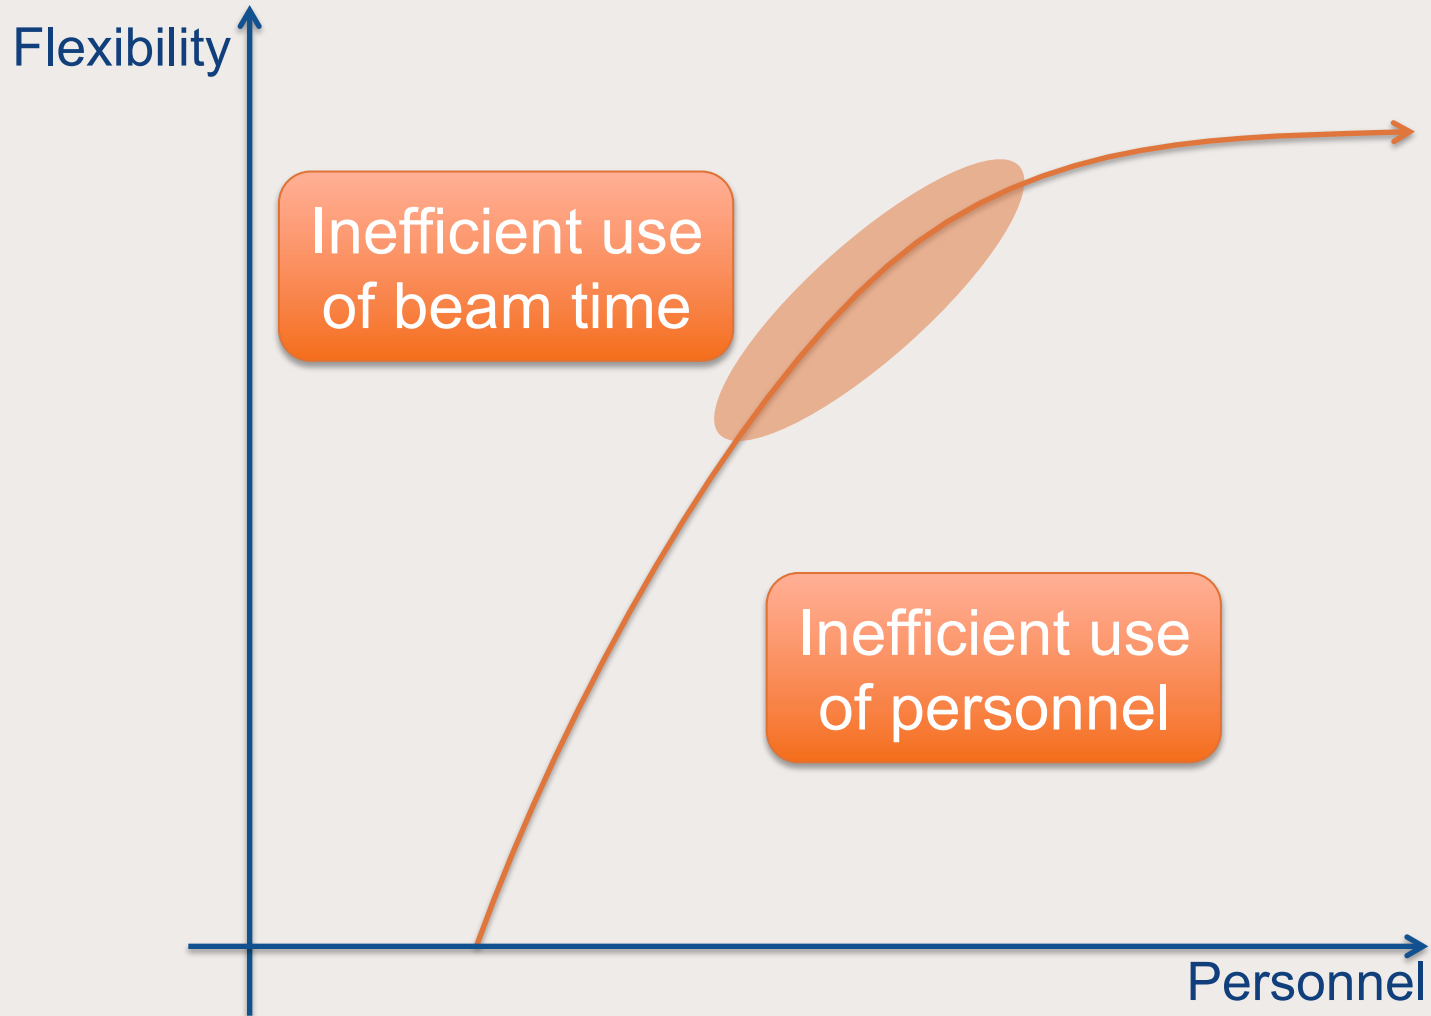 Flexibility
Inefficient use
of beam time
Inefficient use
of personnel
Personnel